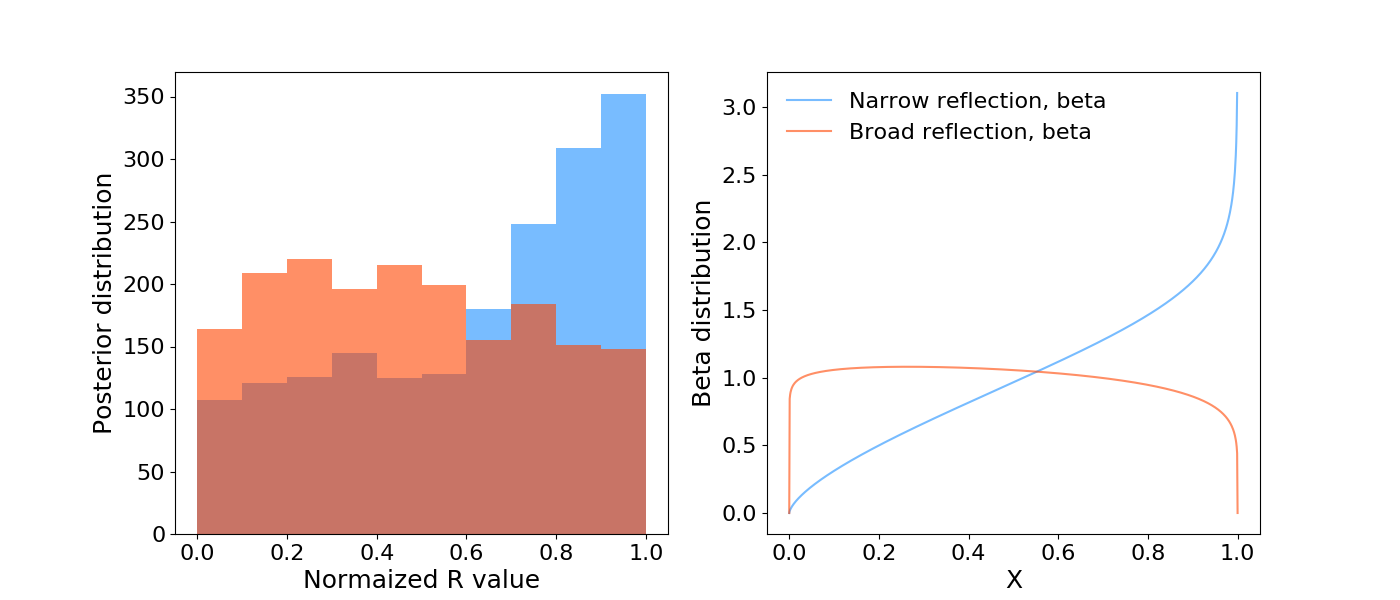 350
300
250
200
150
100
50
0
Posterior distribution
0.0 0.2 0.4 0.6 0.8 1.0
Normaized R value
Narrow reflection, beta
Broad reflection, beta
3.0
2.5
2.0
1.5
1.0
0.5
0.0
Beta distribution
0.0 0.2 0.4 0.6 0.8 1.0
X